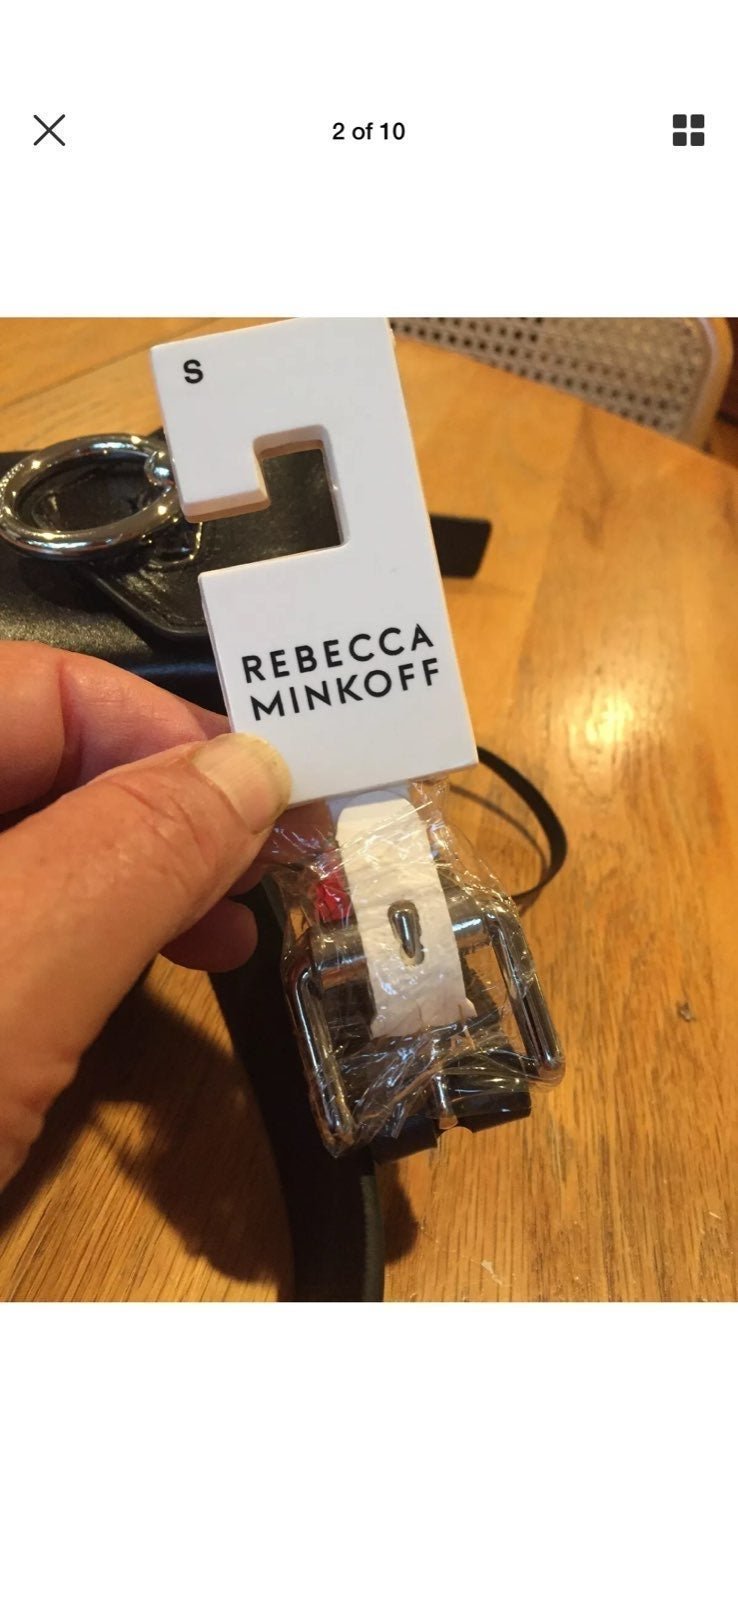 2 of 10
S
REBECCA
MINKOFF